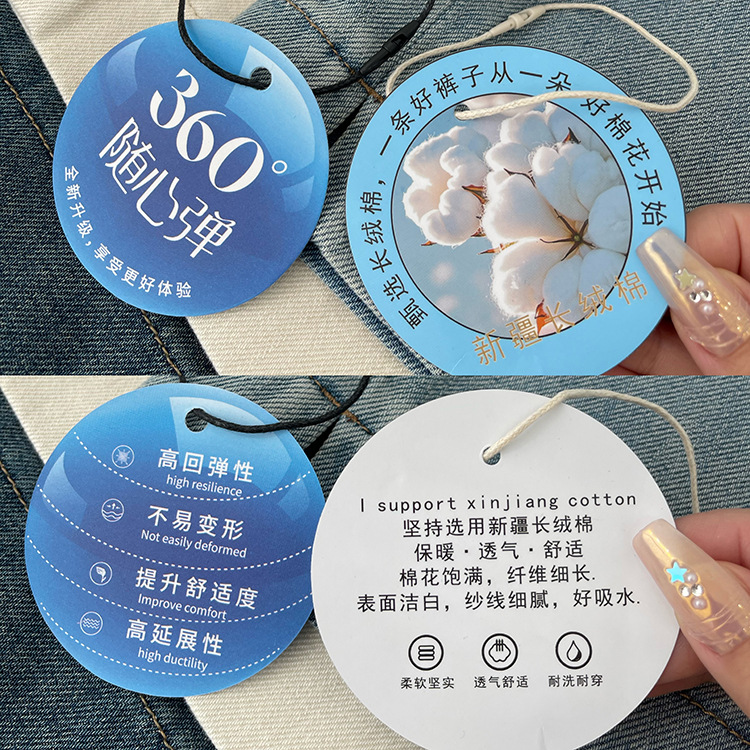 360°
随心弹
全新升级，享受更好体验
甄选长绒棉，一条好裤子从一朵 好棉花开始
新疆长绒棉
高回弹性
high resilience
不易变形
Not easily deformed
提升舒适度
Improve comfort
高延展性
high ductility
I support xinjiang cotton
坚持选用新疆长绒棉
保暖·透气·舒适
棉花饱满，纤维细长.
表面洁白，纱线细腻，好吸水.
柔软坚实
透气舒适
耐洗耐穿